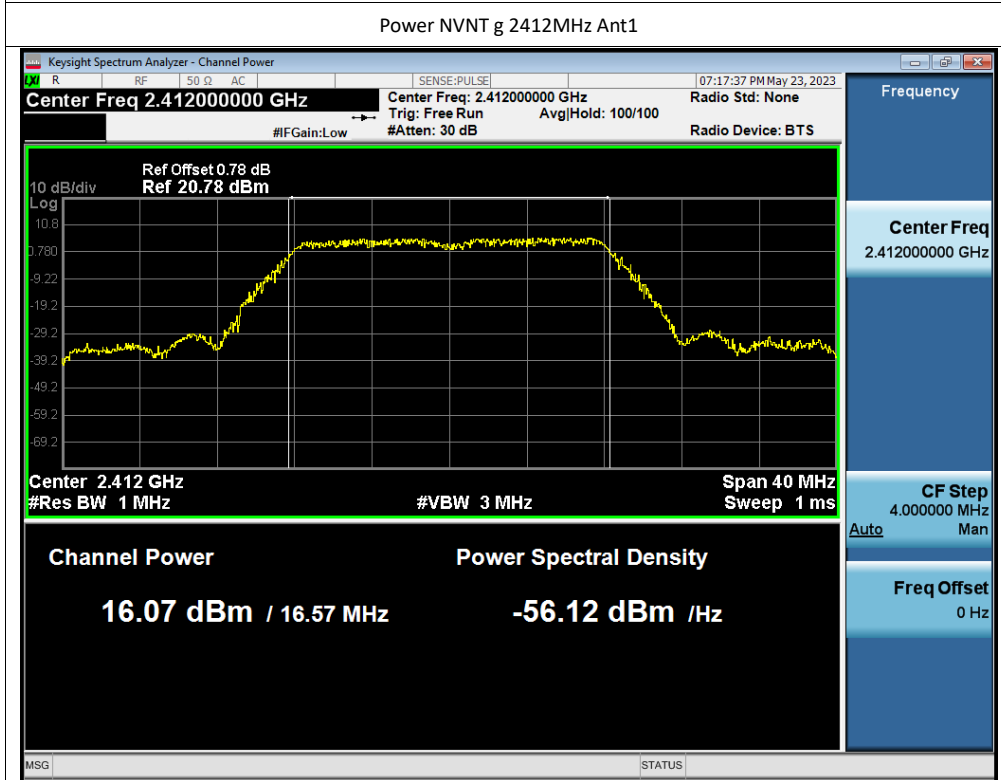 Power NVNT g 2412MHz Ant1
Keysight Spectrum Analyzer - Channel Power
LXI R RF 50 Ω AC SENSE:PULSE 07:17:37 PM May 23, 2023
Center Freq 2.412000000 GHz
#IFGain:Low
Center Freq: 2.412000000 GHz
Trig: Free Run Avg|Hold: 100/100
#Atten: 30 dB
Radio Std: None
Radio Device: BTS
Ref Offset 0.78 dB
10 dB/div Ref 20.78 dBm
Log
10.8
0.780
-9.22
-19.2
-29.2
-39.2
-49.2
-59.2
-69.2
Center 2.412 GHz Span 40 MHz
#Res BW 1 MHz #VBW 3 MHz Sweep 1 ms
Channel Power Power Spectral Density
16.07 dBm / 16.57 MHz -56.12 dBm /Hz
Frequency
Center Freq
2.412000000 GHz
CF Step
4.000000 MHz
Auto Man
Freq Offset
0 Hz
MSG STATUS